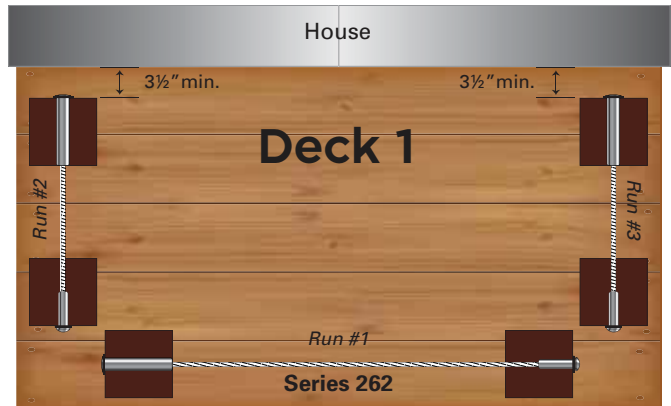 House
3½” min.
3½” min.
Deck 1
Run #2
Run #3
Run #1
Series 262